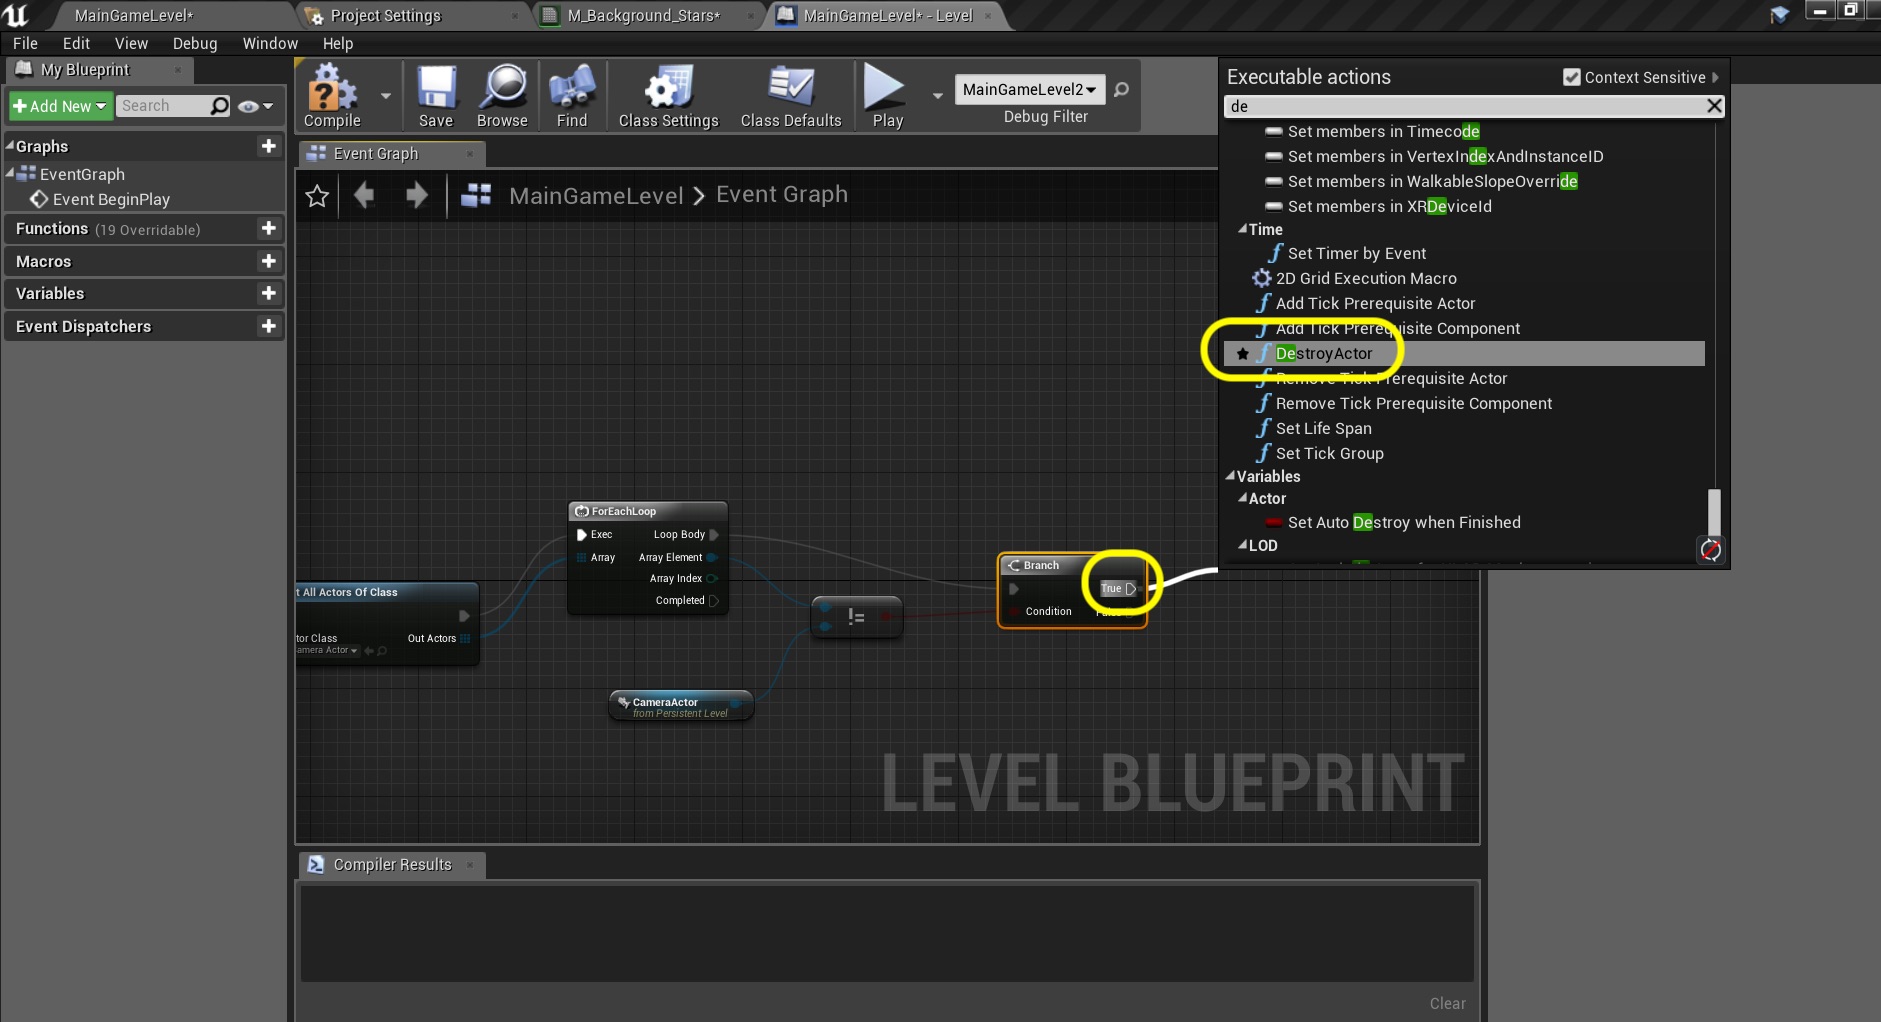 MainGameLevel*
Project Settings
M_Background_Stars*
MainGameLevel* - Level
File Edit View Debug Window Help
My Blueprint
Add New
Search
Graphs
EventGraph
Event BeginPlay
Functions (19 Overridable)
Macros
Variables
Event Dispatchers
Compile
Save
Browse
Find
Class Settings
Class Defaults
Play
MainGameLevel2
Debug Filter
Event Graph
MainGameLevel > Event Graph
Executable actions
Context Sensitive
de
Set members in Timecode
Set members in VertexIndexAndInstanceID
Set members in WalkableSlopeOverride
Set members in XRDeviceId
Time
Set Timer by Event
2D Grid Execution Macro
Add Tick Prerequisite Actor
Add Tick Prerequisite Component
DestroyActor
Remove Tick Prerequisite Actor
Remove Tick Prerequisite Component
Set Life Span
Set Tick Group
Variables
Actor
Set Auto Destroy when Finished
LOD
ForEachLoop
Exec Loop Body
Array Array Element
Array Index
Completed
t All Actors Of Class
tor Class Out Actors
amera Actor
!=
CameraActor
from Persistent Level
Branch
True
Condition
LEVEL BLUEPRINT
Compiler Results
Clear